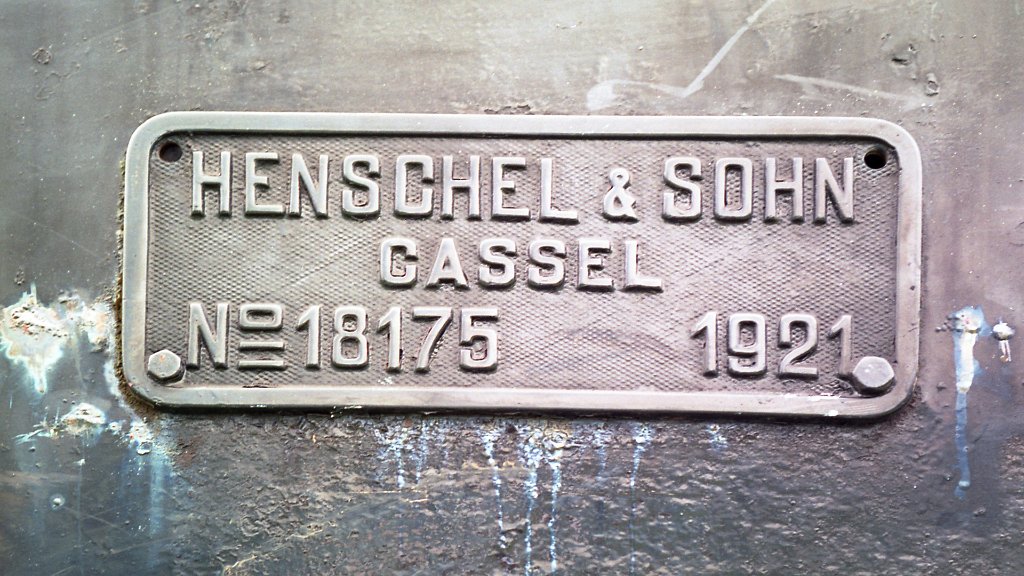 HENSCHEL & SOHN
CASSEL
Nº 18175 1921